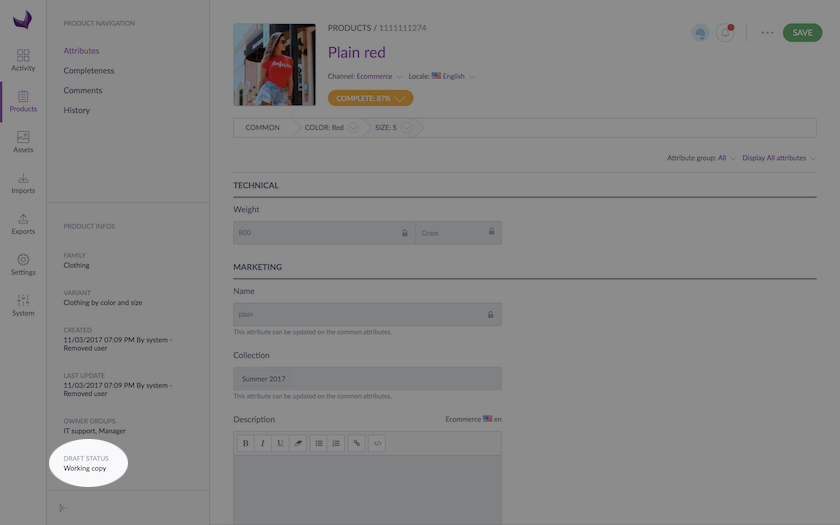 PRODUCT NAVIGATION
Attributes
Completeness
Comments
History
Activity
Products
Assets
Imports
Exports
Settings
System
PRODUCT INFOS
FAMILY
Clothing
VARIANT
Clothing by color and size
CREATED
11/03/2017 07:09 PM By system -
Removed user
LAST UPDATE
11/03/2017 07:09 PM By system -
Removed user
OWNER GROUPS
IT support, Manager
DRAFT STATUS
Working copy
PRODUCTS / 1111111274
Plain red
Channel: Ecommerce Locale: English
COMPLETE: 87%
SAVE
COMMON COLOR: Red SIZE: S
Attribute group: All Display All attributes
TECHNICAL
Weight
800 Gram
MARKETING
Name
plain
This attribute can be updated on the common attributes.
Collection
Summer 2017
This attribute can be updated on the common attributes.
Description Ecommerce en
B I U </>